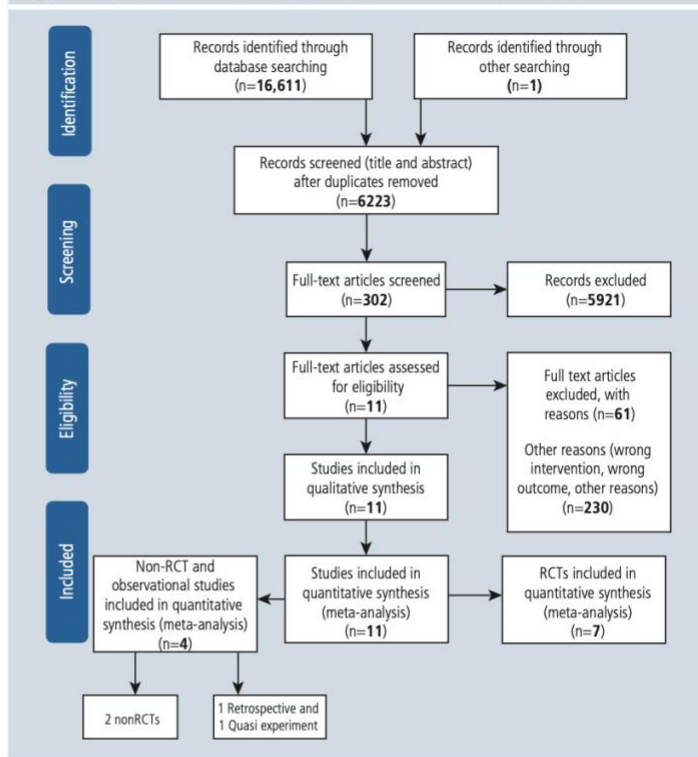 Identification
Records identified through
database searching
(n=16,611)
Records identified through
other searching
(n=1)
Records screened (title and abstract)
after duplicates removed
(n=6223)
Screening
Full-text articles screened
(n=302)
Records excluded
(n=5921)
Eligibility
Full-text articles assessed
for eligibility
(n=11)
Full text articles
excluded, with
reasons (n=61)
Other reasons (wrong
intervention, wrong
outcome, other reasons)
(n=230)
Studies included in
qualitative synthesis
(n=11)
Included
Non-RCT and
observational studies
included in quantitative
synthesis (meta-analysis)
(n=4)
Studies included in
quantitative synthesis
(meta-analysis)
(n=11)
RCTs included in
quantitative synthesis
(meta-analysis)
(n=7)
2 nonRCTs
1 Retrospective and
1 Quasi experiment